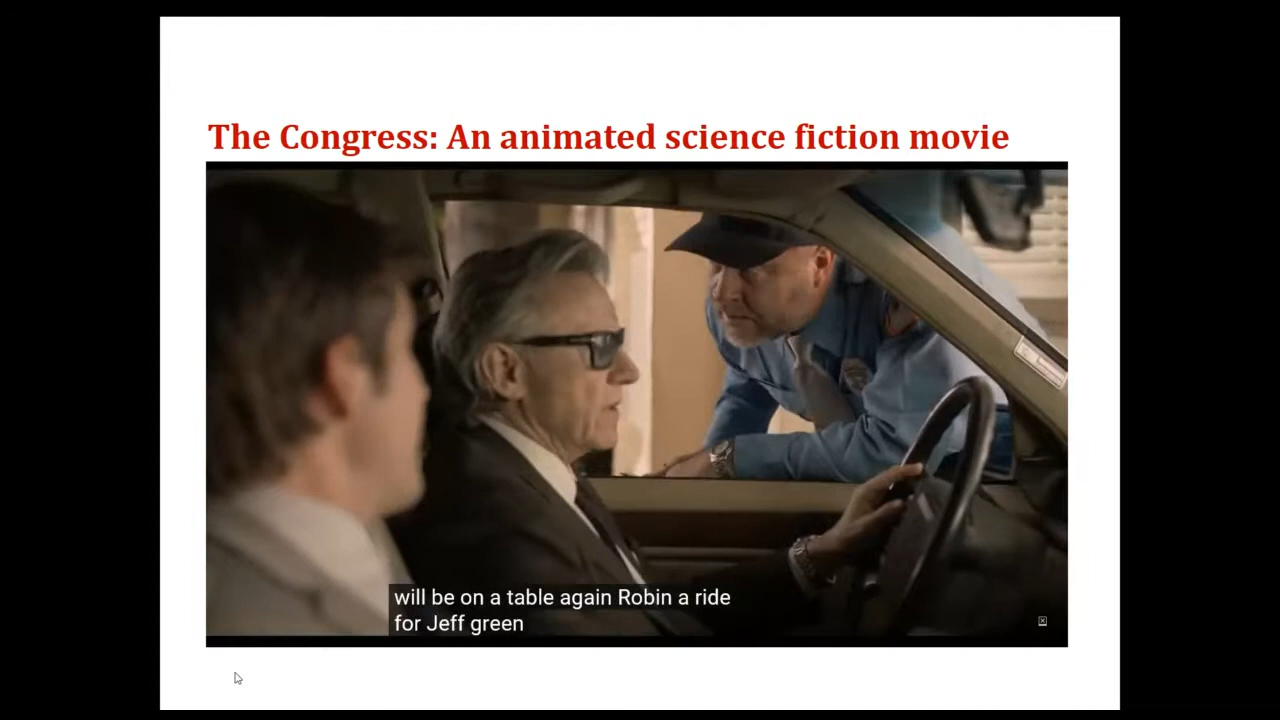 The Congress: An animated science fiction movie
will be on a table again Robin a ride
for Jeff green